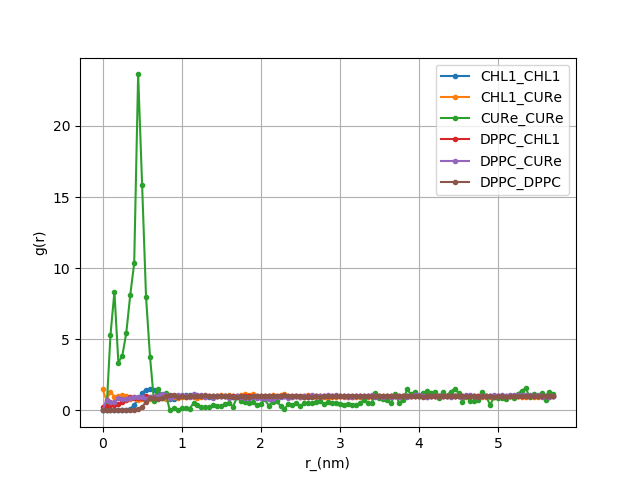 20
15
10
5
0
g(r)
0 1 2 3 4 5
r_(nm)
CHL1_CHL1
CHL1_CURe
CURe_CURe
DPPC_CHL1
DPPC_CURe
DPPC_DPPC